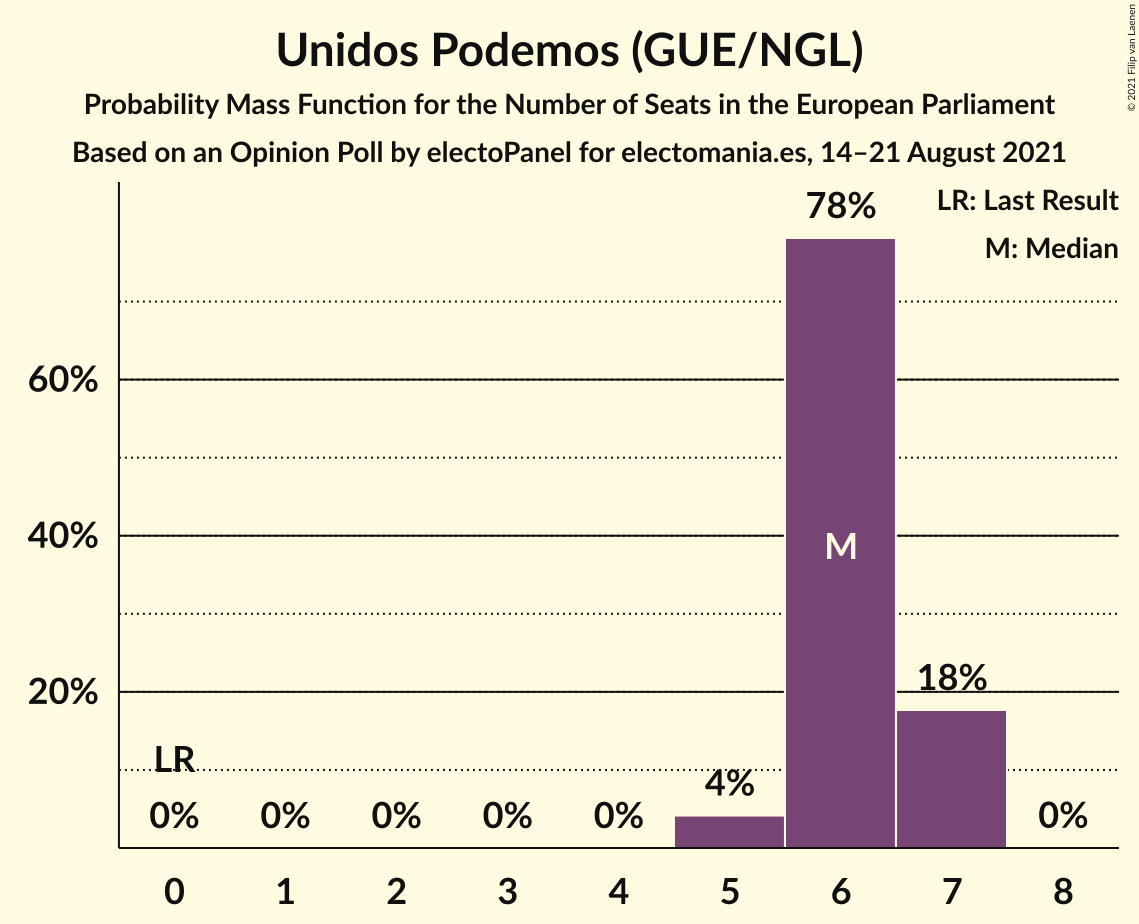 Unidos Podemos (GUE/NGL)
Probability Mass Function for the Number of Seats in the European Parliament
Based on an Opinion Poll by electoPanel for electomania.es, 14–21 August 2021
© 2021 Filip van Laenen
LR: Last Result
M: Median
78%
60%
40%
M
20%
18%
LR
4%
0% 0% 0% 0% 0% 0%
0 1 2 3 4 5 6 7 8